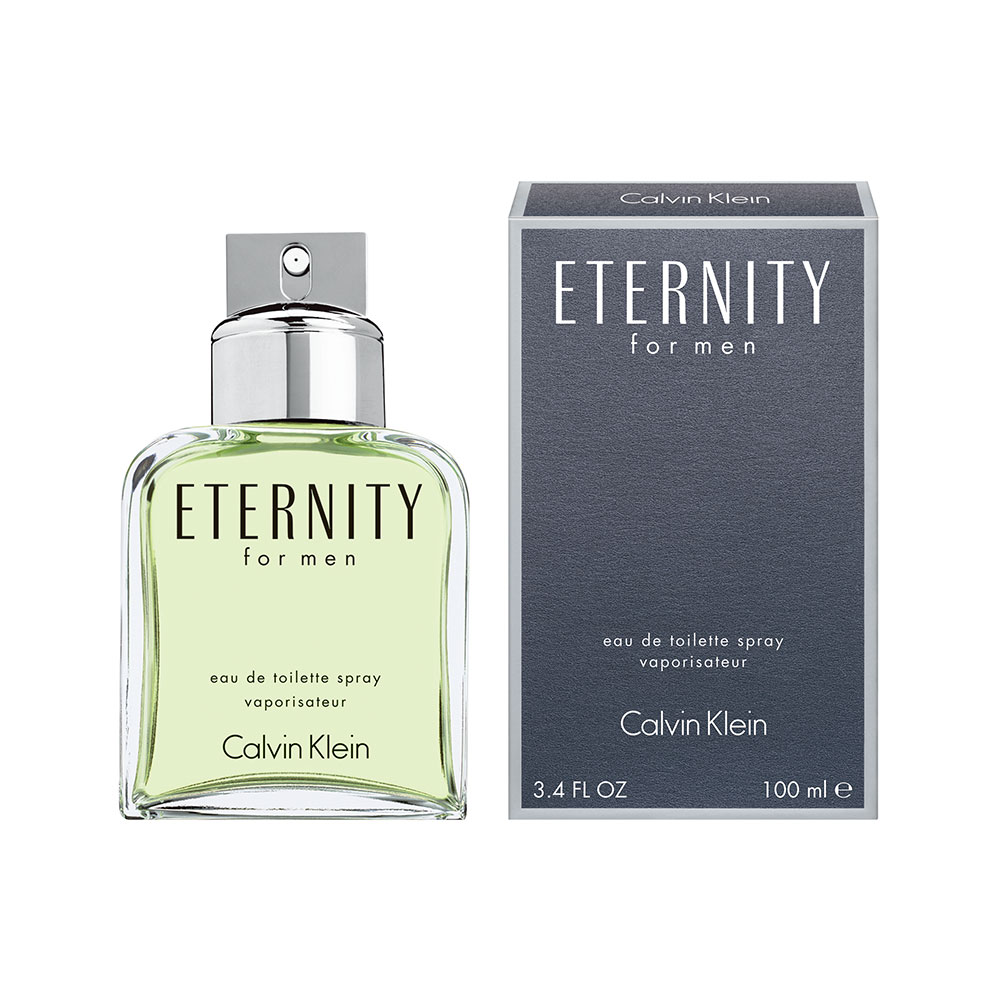 ETERNITY
for men
eau de toilette spray
vaporisateur
Calvin Klein
Calvin Klein
ETERNITY
for men
eau de toilette spray
vaporisateur
Calvin Klein
3.4 FL OZ
100 ml ℮